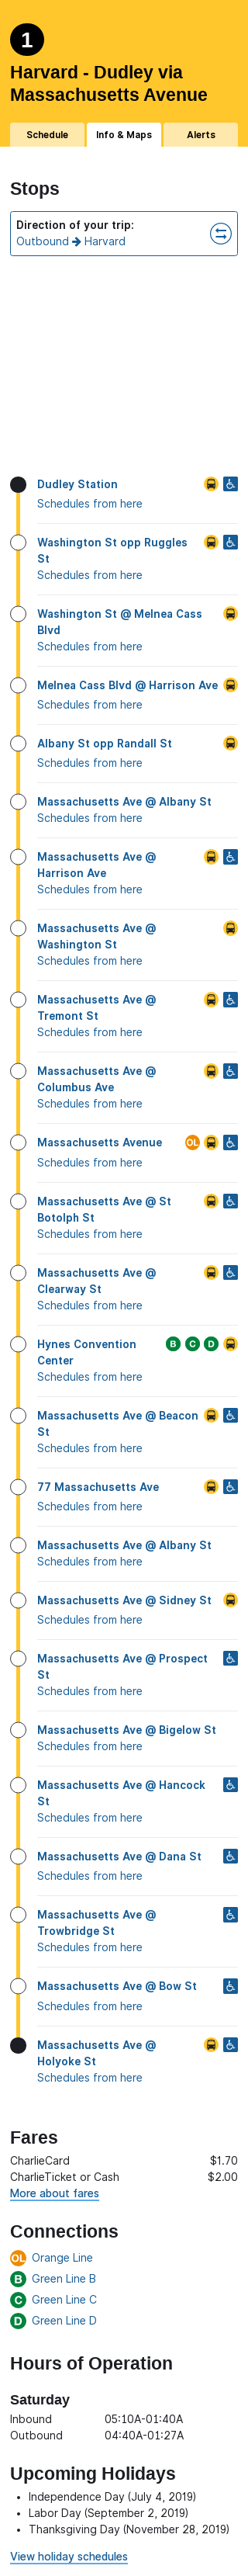 1
Harvard - Dudley via
Massachusetts Avenue
Schedule Info & Maps Alerts
Stops
Direction of your trip:
Outbound → Harvard
Dudley Station
Schedules from here
Washington St opp Ruggles
St
Schedules from here
Washington St @ Melnea Cass
Blvd
Schedules from here
Melnea Cass Blvd @ Harrison Ave
Schedules from here
Albany St opp Randall St
Schedules from here
Massachusetts Ave @ Albany St
Schedules from here
Massachusetts Ave @
Harrison Ave
Schedules from here
Massachusetts Ave @
Washington St
Schedules from here
Massachusetts Ave @
Tremont St
Schedules from here
Massachusetts Ave @
Columbus Ave
Schedules from here
Massachusetts Avenue OL
Schedules from here
Massachusetts Ave @ St
Botolph St
Schedules from here
Massachusetts Ave @
Clearway St
Schedules from here
Hynes Convention B C D
Center
Schedules from here
Massachusetts Ave @ Beacon
St
Schedules from here
77 Massachusetts Ave
Schedules from here
Massachusetts Ave @ Albany St
Schedules from here
Massachusetts Ave @ Sidney St
Schedules from here
Massachusetts Ave @ Prospect
St
Schedules from here
Massachusetts Ave @ Bigelow St
Schedules from here
Massachusetts Ave @ Hancock
St
Schedules from here
Massachusetts Ave @ Dana St
Schedules from here
Massachusetts Ave @
Trowbridge St
Schedules from here
Massachusetts Ave @ Bow St
Schedules from here
Massachusetts Ave @
Holyoke St
Schedules from here
Fares
CharlieCard $1.70
CharlieTicket or Cash $2.00
More about fares
Connections
OL Orange Line
B Green Line B
C Green Line C
D Green Line D
Hours of Operation
Saturday
Inbound 05:10A-01:40A
Outbound 04:40A-01:27A
Upcoming Holidays
• Independence Day (July 4, 2019)
• Labor Day (September 2, 2019)
• Thanksgiving Day (November 28, 2019)
View holiday schedules